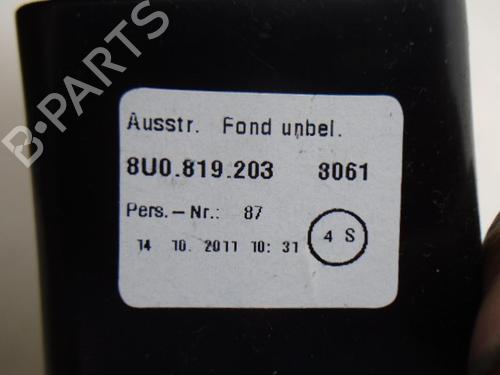 B-PARTS
Ausstr. Fond unbel.
8U0.819.203 8061
Pers.-Nr.: 87
14 10. 2011 10: 31
4 S